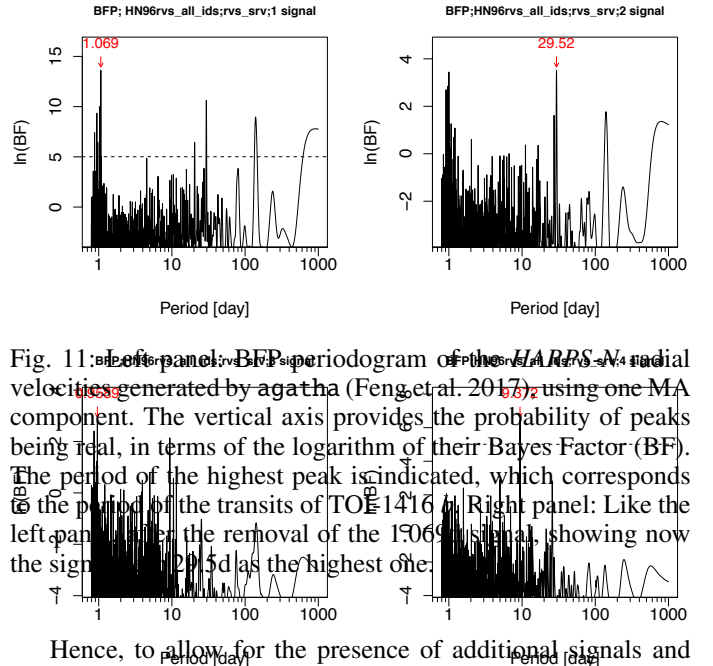 BFP; HN96rvs_all_ids;rvs_srv;1 signal
BFP;HN96rvs_all_ids;rvs_srv;2 signal
1.069
29.52
15
10
5
0
ln(BF)
1
10
100
1000
Period [day]
4
2
0
−2
ln(BF)
1
10
100
1000
Period [day]
Fig. 11: Left panel: BFP periodogram of the HARPS-N radial
velocities generated by agatha (Feng et al. 2017), using one MA
component. The vertical axis provides the probability of peaks
being real, in terms of the logarithm of their Bayes Factor (BF).
The period of the highest peak is indicated, which corresponds
to the period of the transits of TOI-1416 b. Right panel: Like the
left panel, after the removal of the 1.069d signal, showing now
the signal 29.5d as the highest one.
−4
1
10
100
1000
Period [day]
9.372
−4
1
10
100
1000
Period [day]
Hence, to allow for the presence of additional signals and